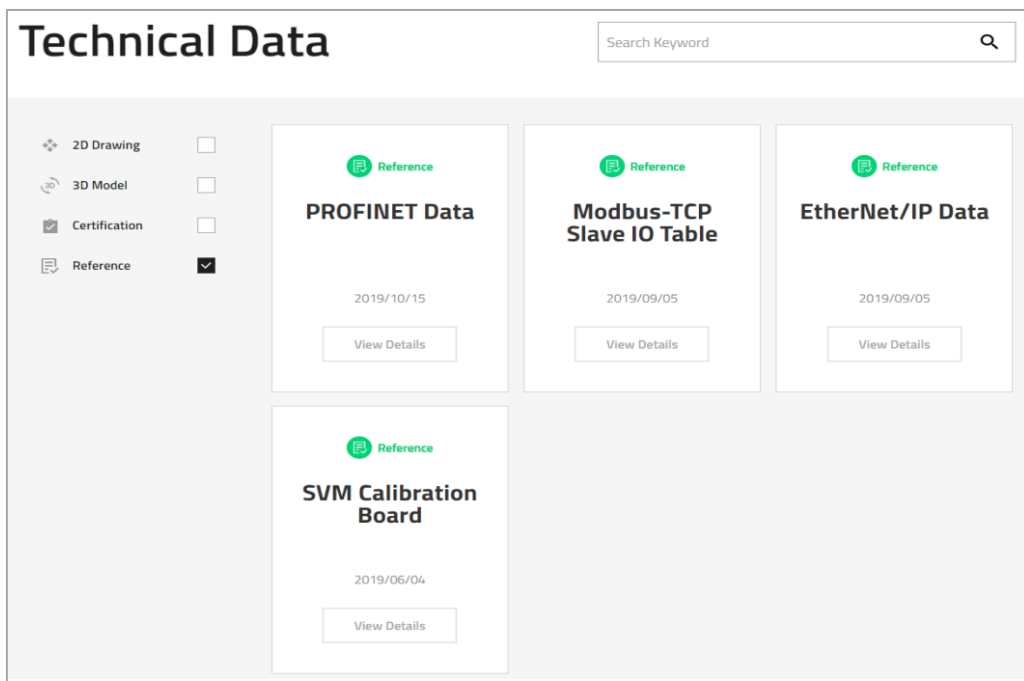 Technical Data
Search Keyword
2D Drawing
3D Model
Certification
Reference
Reference
PROFINET Data
2019/10/15
View Details
Reference
Modbus-TCP
Slave IO Table
2019/09/05
View Details
Reference
EtherNet/IP Data
2019/09/05
View Details
Reference
SVM Calibration
Board
2019/06/04
View Details